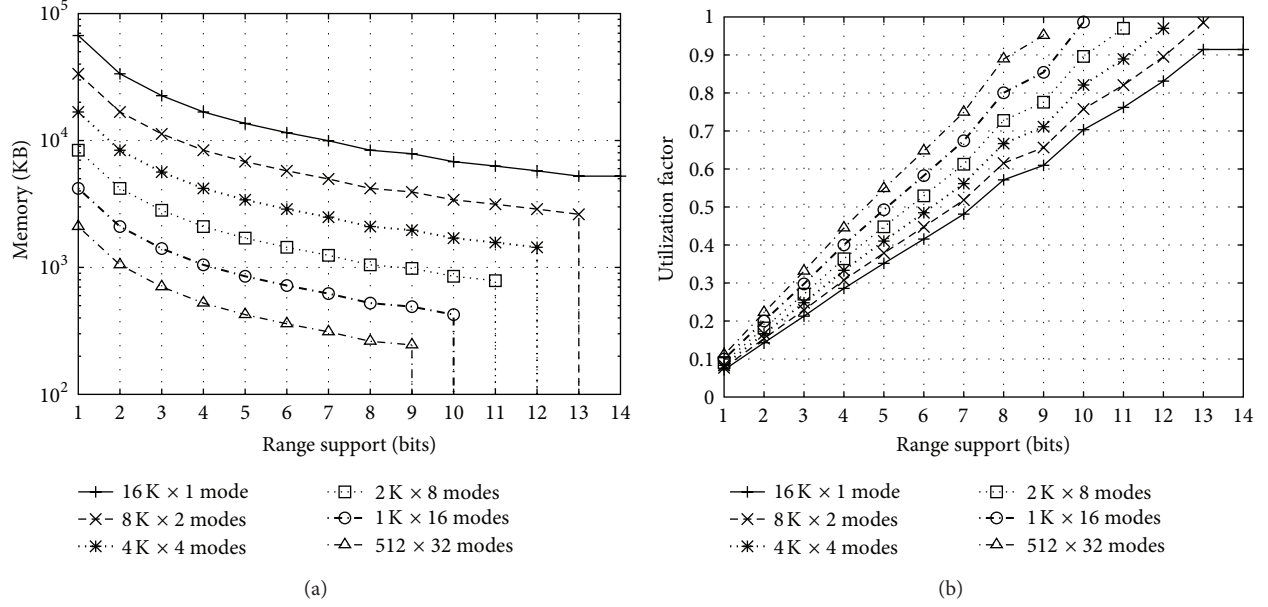 10^5
10^4
10^3
10^2
Memory (KB)
1 2 3 4 5 6 7 8 9 10 11 12 13 14
Range support (bits)
16 K × 1 mode
8 K × 2 modes
4 K × 4 modes
2 K × 8 modes
1 K × 16 modes
512 × 32 modes
(a)
1
0.9
0.8
0.7
0.6
0.5
0.4
0.3
0.2
0.1
0
Utilization factor
1 2 3 4 5 6 7 8 9 10 11 12 13 14
Range support (bits)
16 K × 1 mode
8 K × 2 modes
4 K × 4 modes
2 K × 8 modes
1 K × 16 modes
512 × 32 modes
(b)